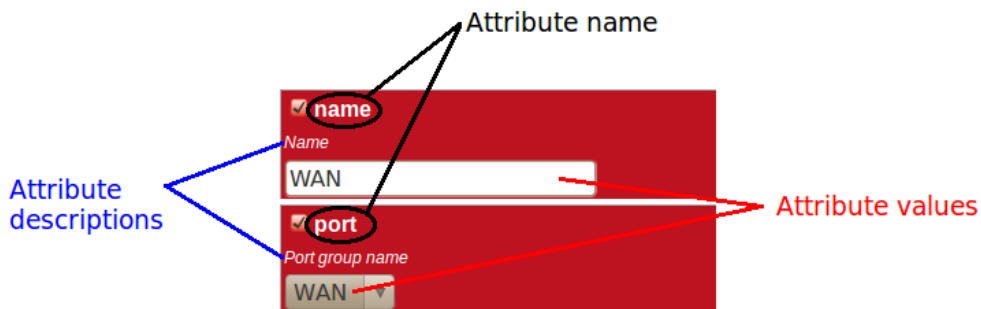 Attribute name
name
Name
WAN
Attribute
descriptions
Attribute values
port
Port group name
WAN